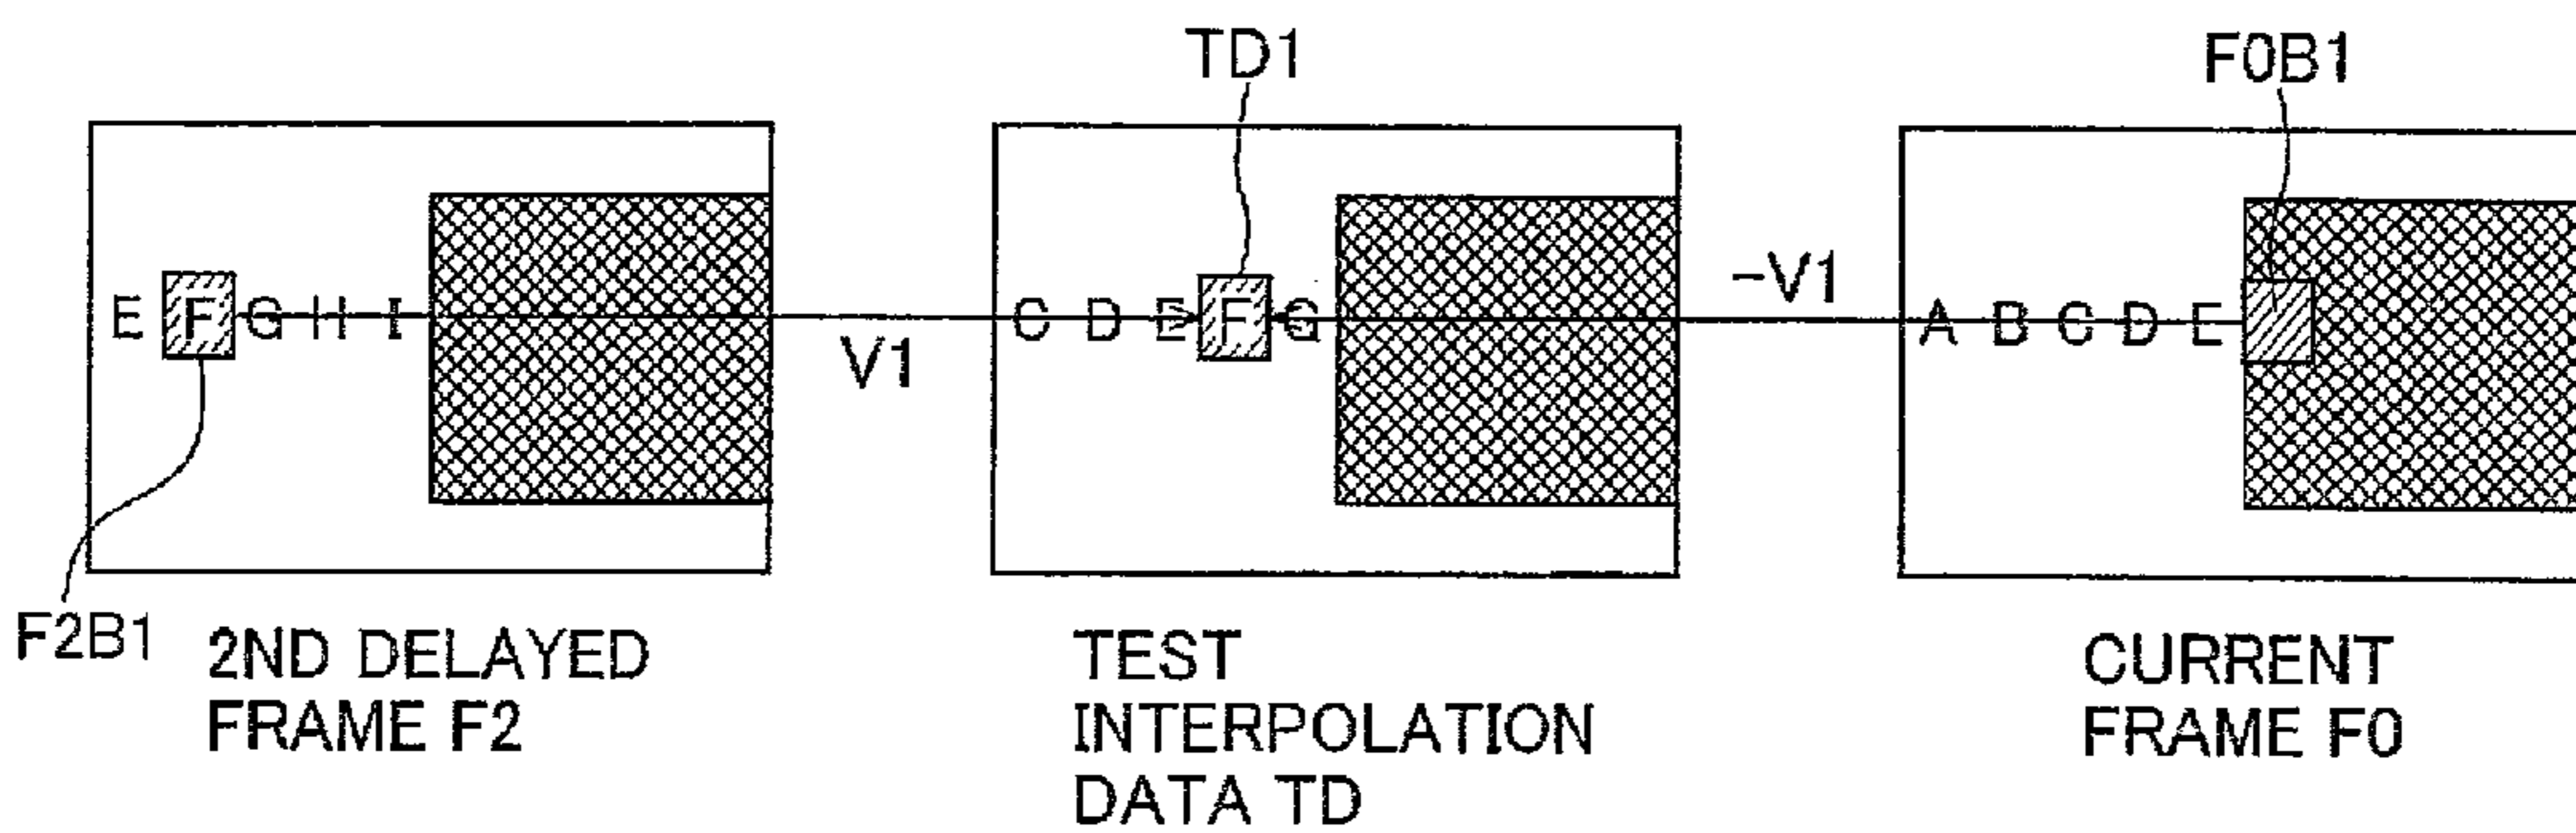 TD1
F0B1
E F G H I
C D E F G
A B C D E
V1
-V1
F2B1
2ND DELAYED
FRAME F2
TEST
INTERPOLATION
DATA TD
CURRENT
FRAME F0